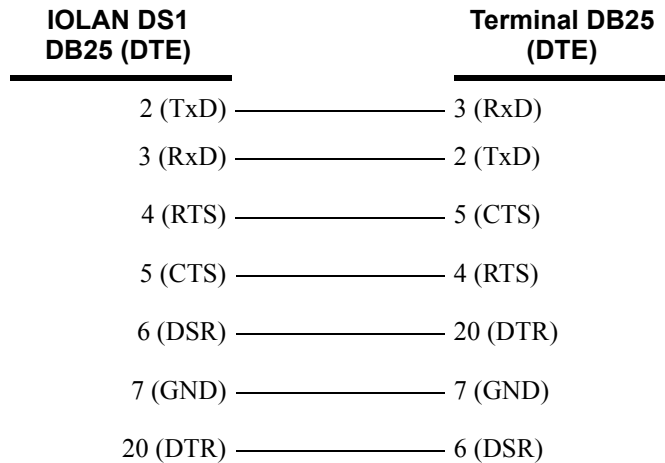 IOLAN DS1 Terminal DB25
DB25 (DTE) (DTE)
2 (TxD) 3 (RxD)
3 (RxD) 2 (TxD)
4 (RTS) 5 (CTS)
5 (CTS) 4 (RTS)
6 (DSR) 20 (DTR)
7 (GND) 7 (GND)
20 (DTR) 6 (DSR)